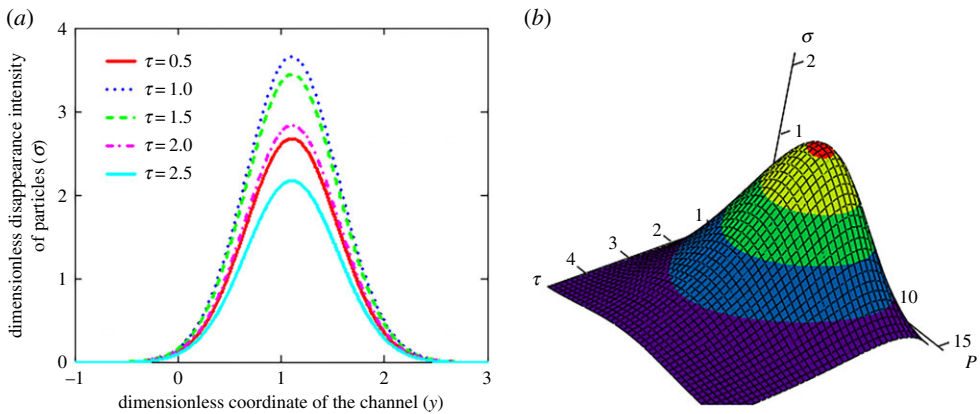 (a)
4
3
2
1
0
dimensionless disappearance intensity
of particles (σ)
τ = 0.5
τ = 1.0
τ = 1.5
τ = 2.0
τ = 2.5
–1 0 1 2 3
dimensionless coordinate of the channel (y)
(b)
σ
2
1
1
2
3
4
τ
10
15
P